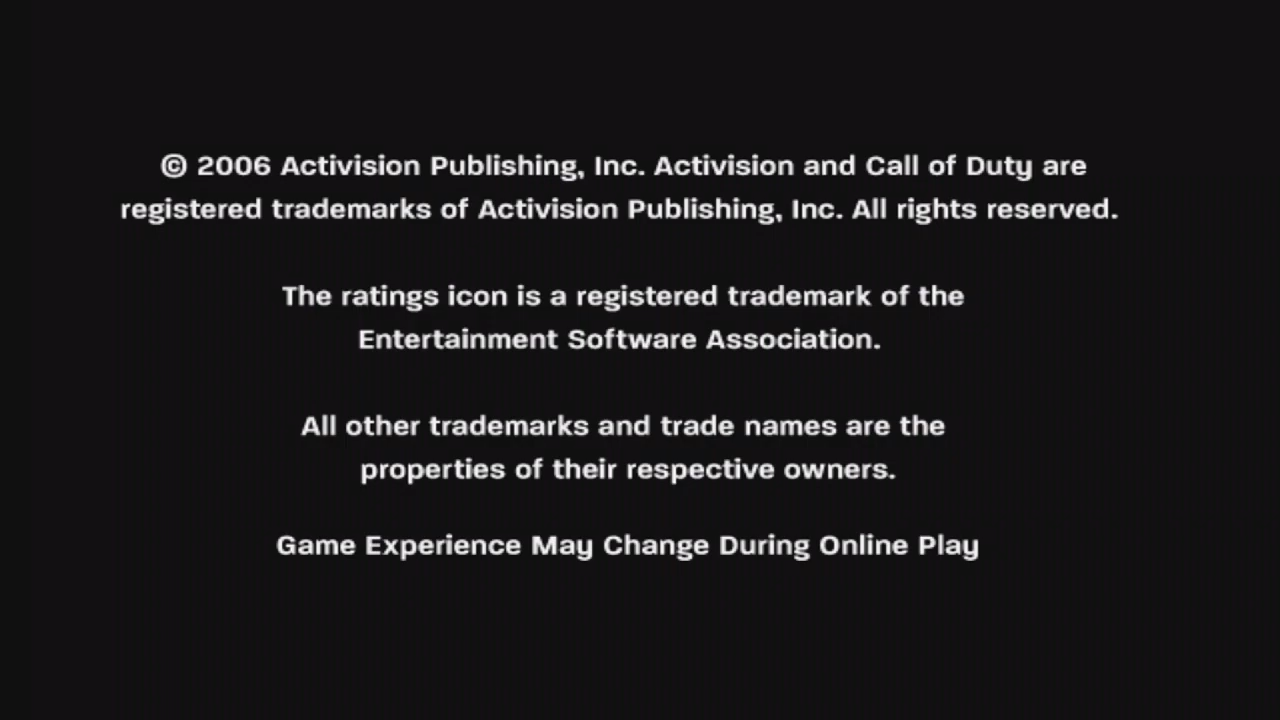 © 2006 Activision Publishing, Inc. Activision and Call of Duty are
registered trademarks of Activision Publishing, Inc. All rights reserved.
The ratings icon is a registered trademark of the
Entertainment Software Association.
All other trademarks and trade names are the
properties of their respective owners.
Game Experience May Change During Online Play